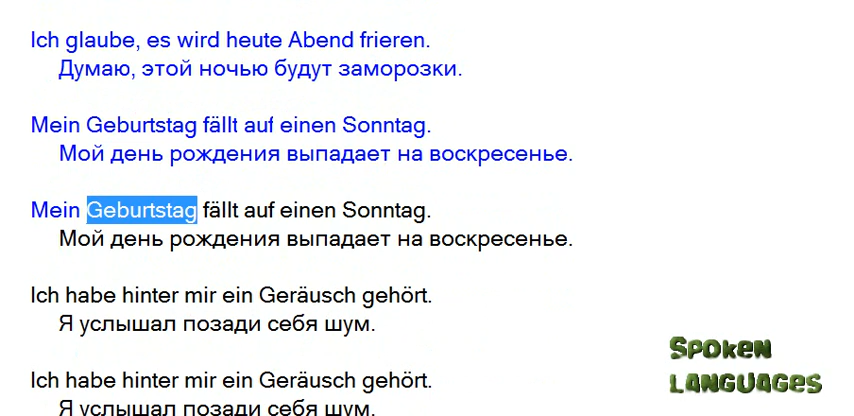 Ich glaube, es wird heute Abend frieren.
Думаю, этой ночью будут заморозки.
Mein Geburtstag fällt auf einen Sonntag.
Мой день рождения выпадает на воскресенье.
Mein Geburtstag fällt auf einen Sonntag.
Мой день рождения выпадает на воскресенье.
Ich habe hinter mir ein Geräusch gehört.
Я услышал позади себя шум.
Ich habe hinter mir ein Geräusch gehört.
Я услышал позади себя шум.
Spoken
Languages